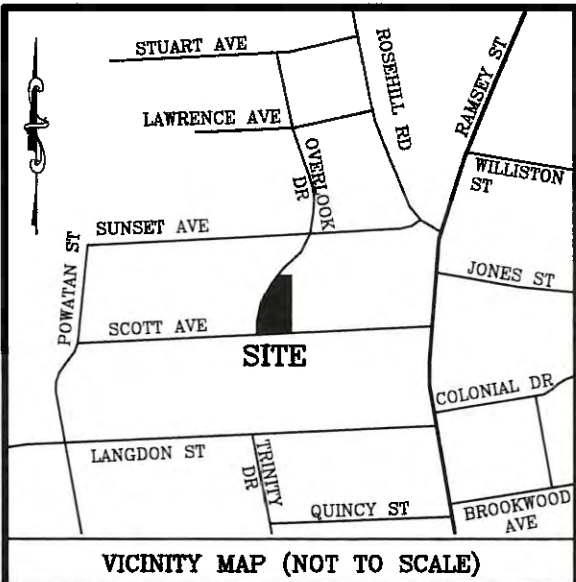 STUART AVE
ROSEHILL RD
RAMSEY ST
LAWRENCE AVE
OVERLOOK
DR
WILLISTON
ST
SUNSET AVE
POWATAN ST
JONES ST
SCOTT AVE
SITE
COLONIAL DR
LANGDON ST
TRINITY
DR
QUINCY ST
BROOKWOOD
AVE
VICINITY MAP (NOT TO SCALE)